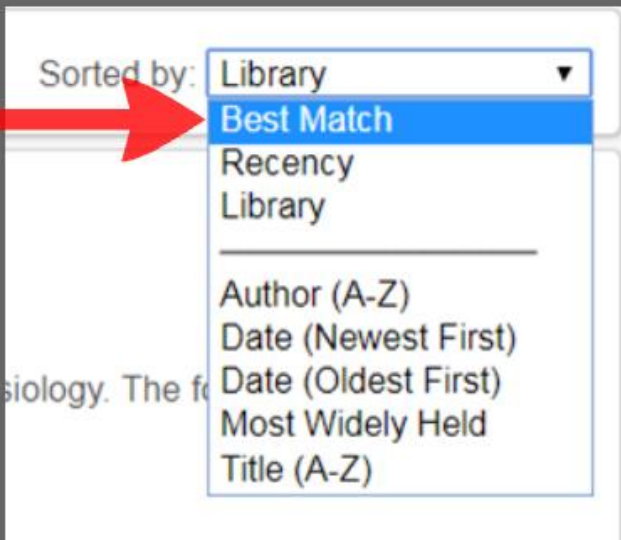 Sorted by: Library
Best Match
Recency
Library
Author (A-Z)
Date (Newest First)
siology. The fo Date (Oldest First)
Most Widely Held
Title (A-Z)